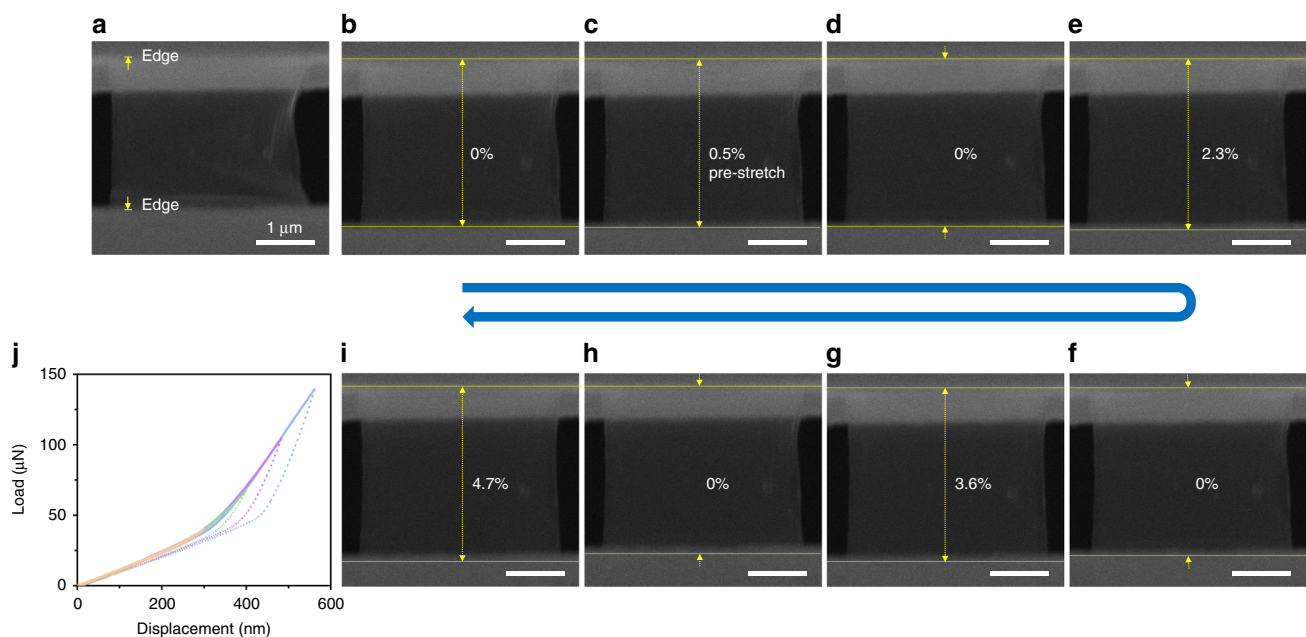 a
b
c
d
e
Edge
Edge
1 μm
0%
0.5%
pre-stretch
0%
2.3%
j
i
h
g
f
4.7%
0%
3.6%
0%
150
100
50
0
Load (μN)
0
200
400
600
Displacement (nm)